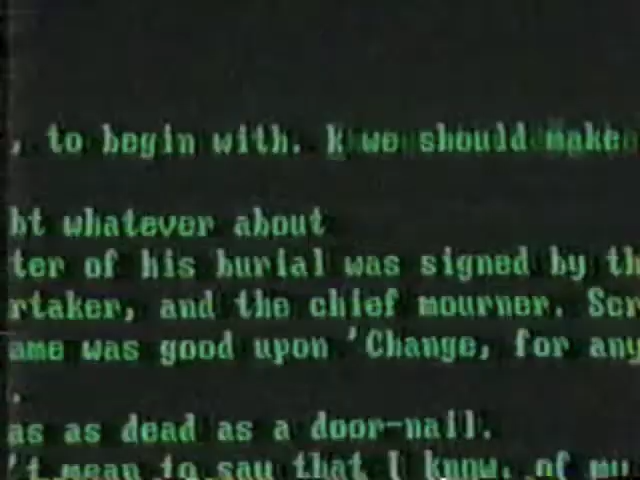 , to begin with. k we should make
bt whatever about
ter of his burial was signed by th
rtaker, and the chief mourner. Scr
ame was good upon 'Change, for any
.
as as dead as a door-nail.
't mean to say that I know, of my